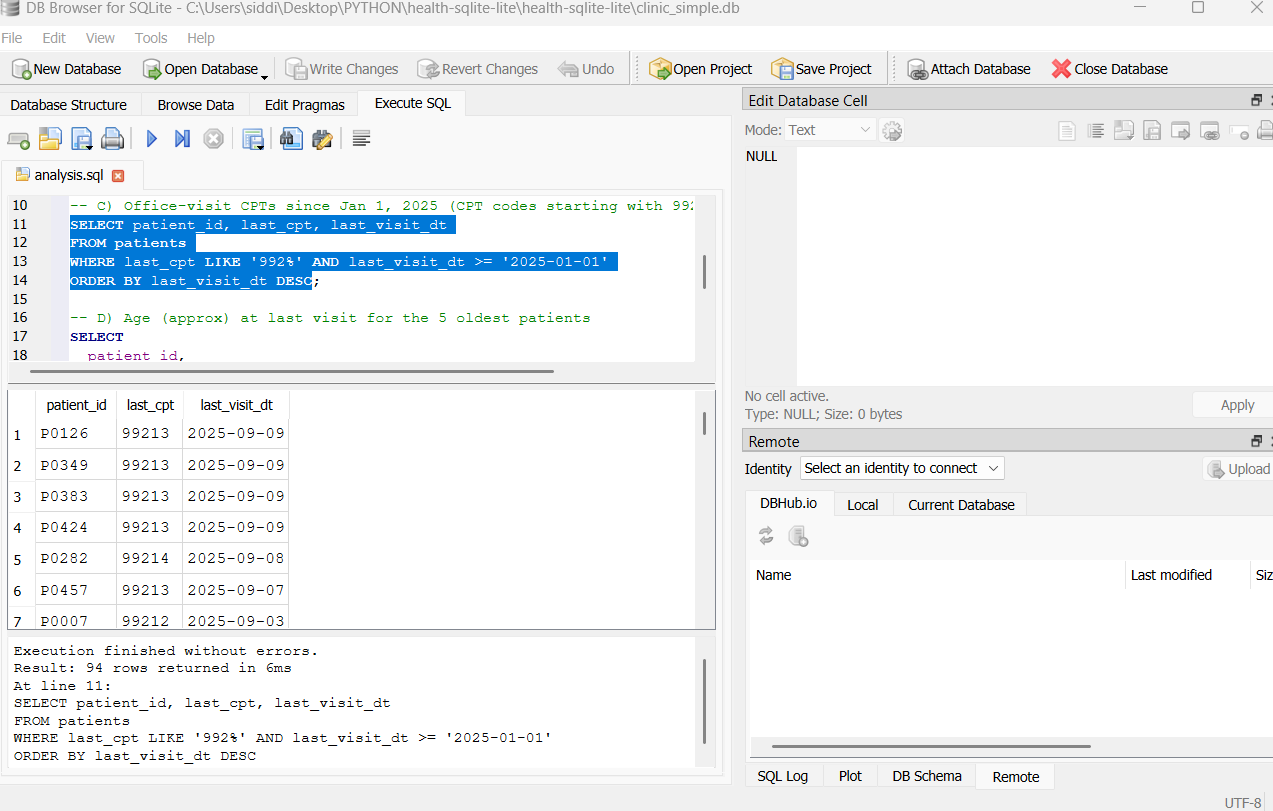 DB Browser for SQLite - C:\Users\siddi\Desktop\PYTHON\health-sqlite-lite\health-sqlite-lite\clinic_simple.db
File Edit View Tools Help
New Database Open Database Write Changes Revert Changes Undo Open Project Save Project Attach Database Close Database
Database Structure Browse Data Edit Pragmas Execute SQL
analysis.sql
10 -- C) Office-visit CPTs since Jan 1, 2025 (CPT codes starting with 992
11 SELECT patient_id, last_cpt, last_visit_dt
12 FROM patients
13 WHERE last_cpt LIKE '992%' AND last_visit_dt >= '2025-01-01'
14 ORDER BY last_visit_dt DESC;
15
16 -- D) Age (approx) at last visit for the 5 oldest patients
17 SELECT
18 patient_id,
patient_id last_cpt last_visit_dt
1 P0126 99213 2025-09-09
2 P0349 99213 2025-09-09
3 P0383 99213 2025-09-09
4 P0424 99213 2025-09-09
5 P0282 99214 2025-09-08
6 P0457 99213 2025-09-07
7 P0007 99212 2025-09-03
Execution finished without errors.
Result: 94 rows returned in 6ms
At line 11:
SELECT patient_id, last_cpt, last_visit_dt
FROM patients
WHERE last_cpt LIKE '992%' AND last_visit_dt >= '2025-01-01'
ORDER BY last_visit_dt DESC
Edit Database Cell
Mode: Text
NULL
No cell active.
Type: NULL; Size: 0 bytes
Apply
Remote
Identity Select an identity to connect Upload
DBHub.io Local Current Database
Name Last modified Siz
SQL Log Plot DB Schema Remote
UTF-8